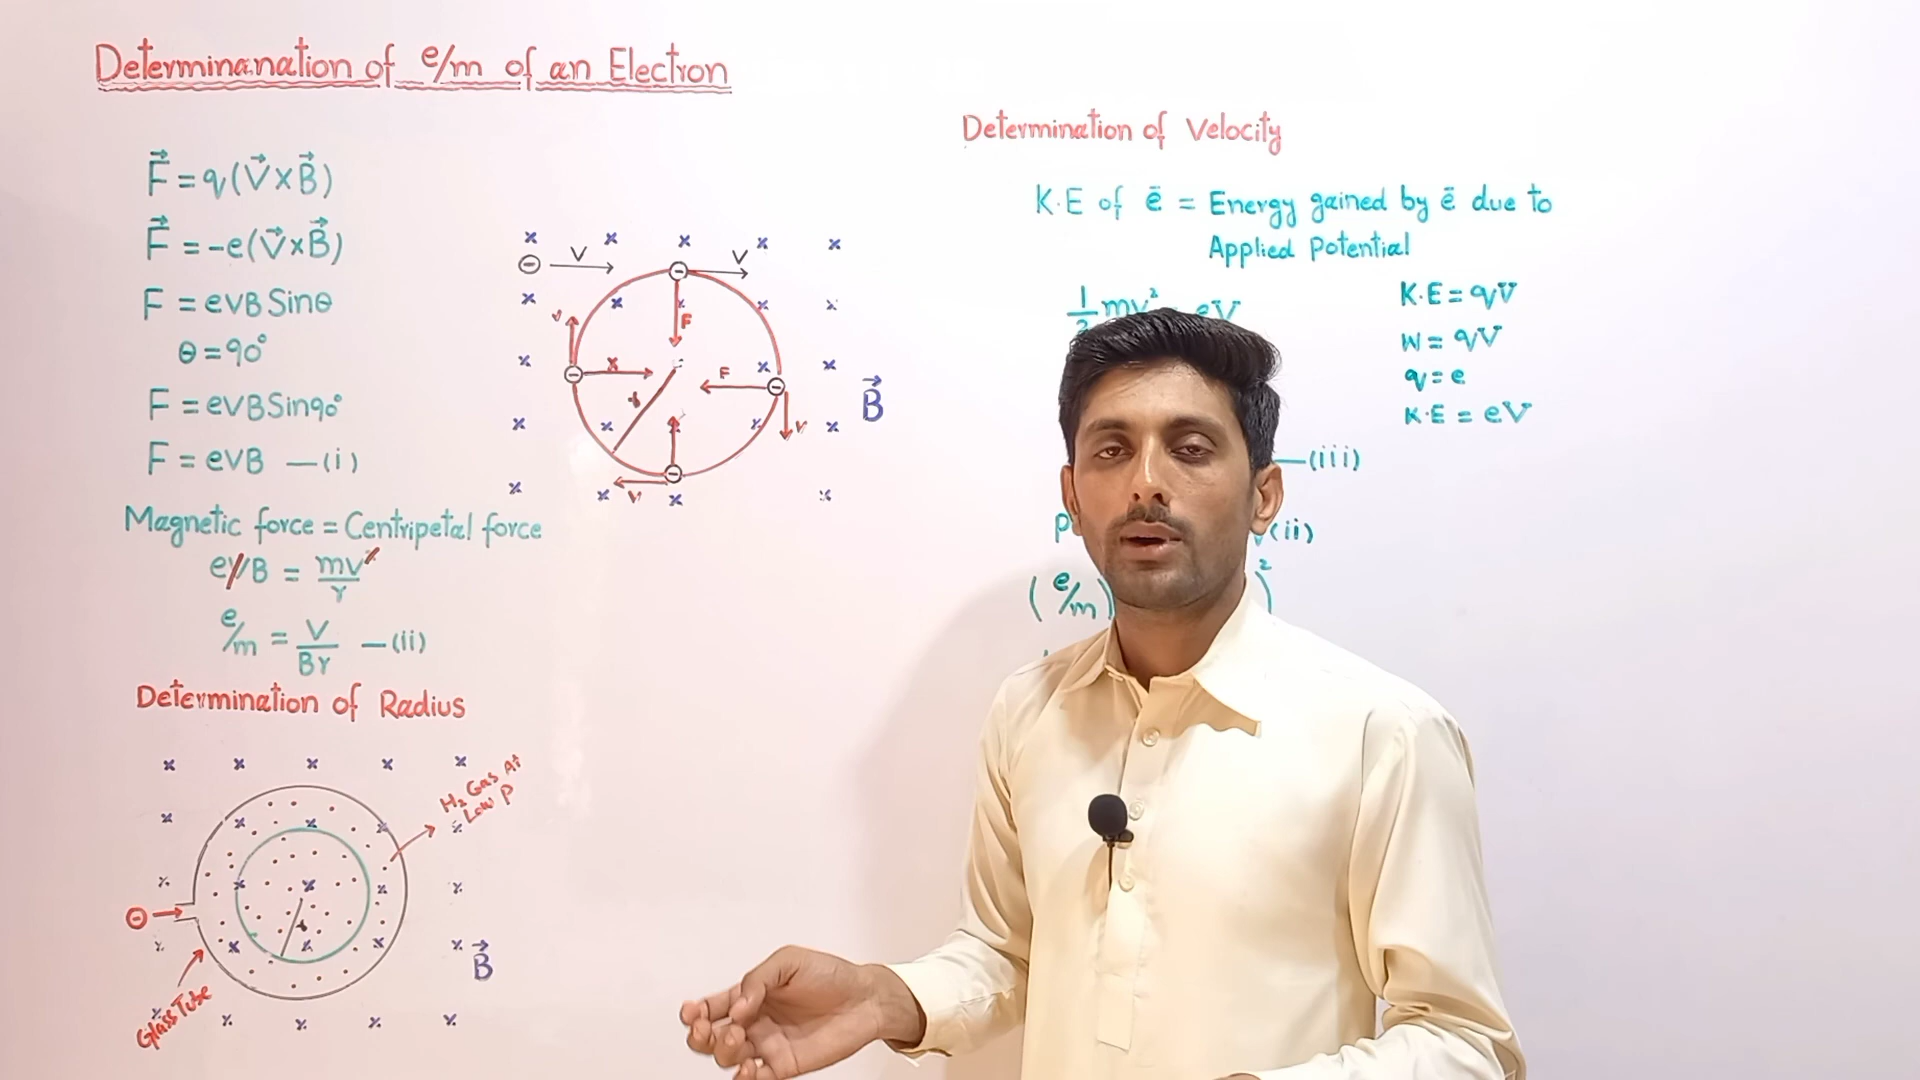 Determinanation of e/m of an Electron
F⃗ = q(V⃗×B⃗)
F⃗ = -e(V⃗×B⃗)
F = evB Sinθ
θ = 90°
F = evB Sin90°
F = evB —(i)
Magnetic force = Centripetal force
evB = mv²/r
e/m = V/Br —(ii)
Determination of Radius
H₂ Gas At
Low P
r
B⃗
Glass Tube
V
V
V
F
F
r
V
V
B⃗
Determination of Velocity
K.E of ē = Energy gained by ē due to
Applied Potential
1/2 mv² eV
K.E = qV
W = qV
q = e
K.E = eV
—(iii)
(ii)
(e/m) )²